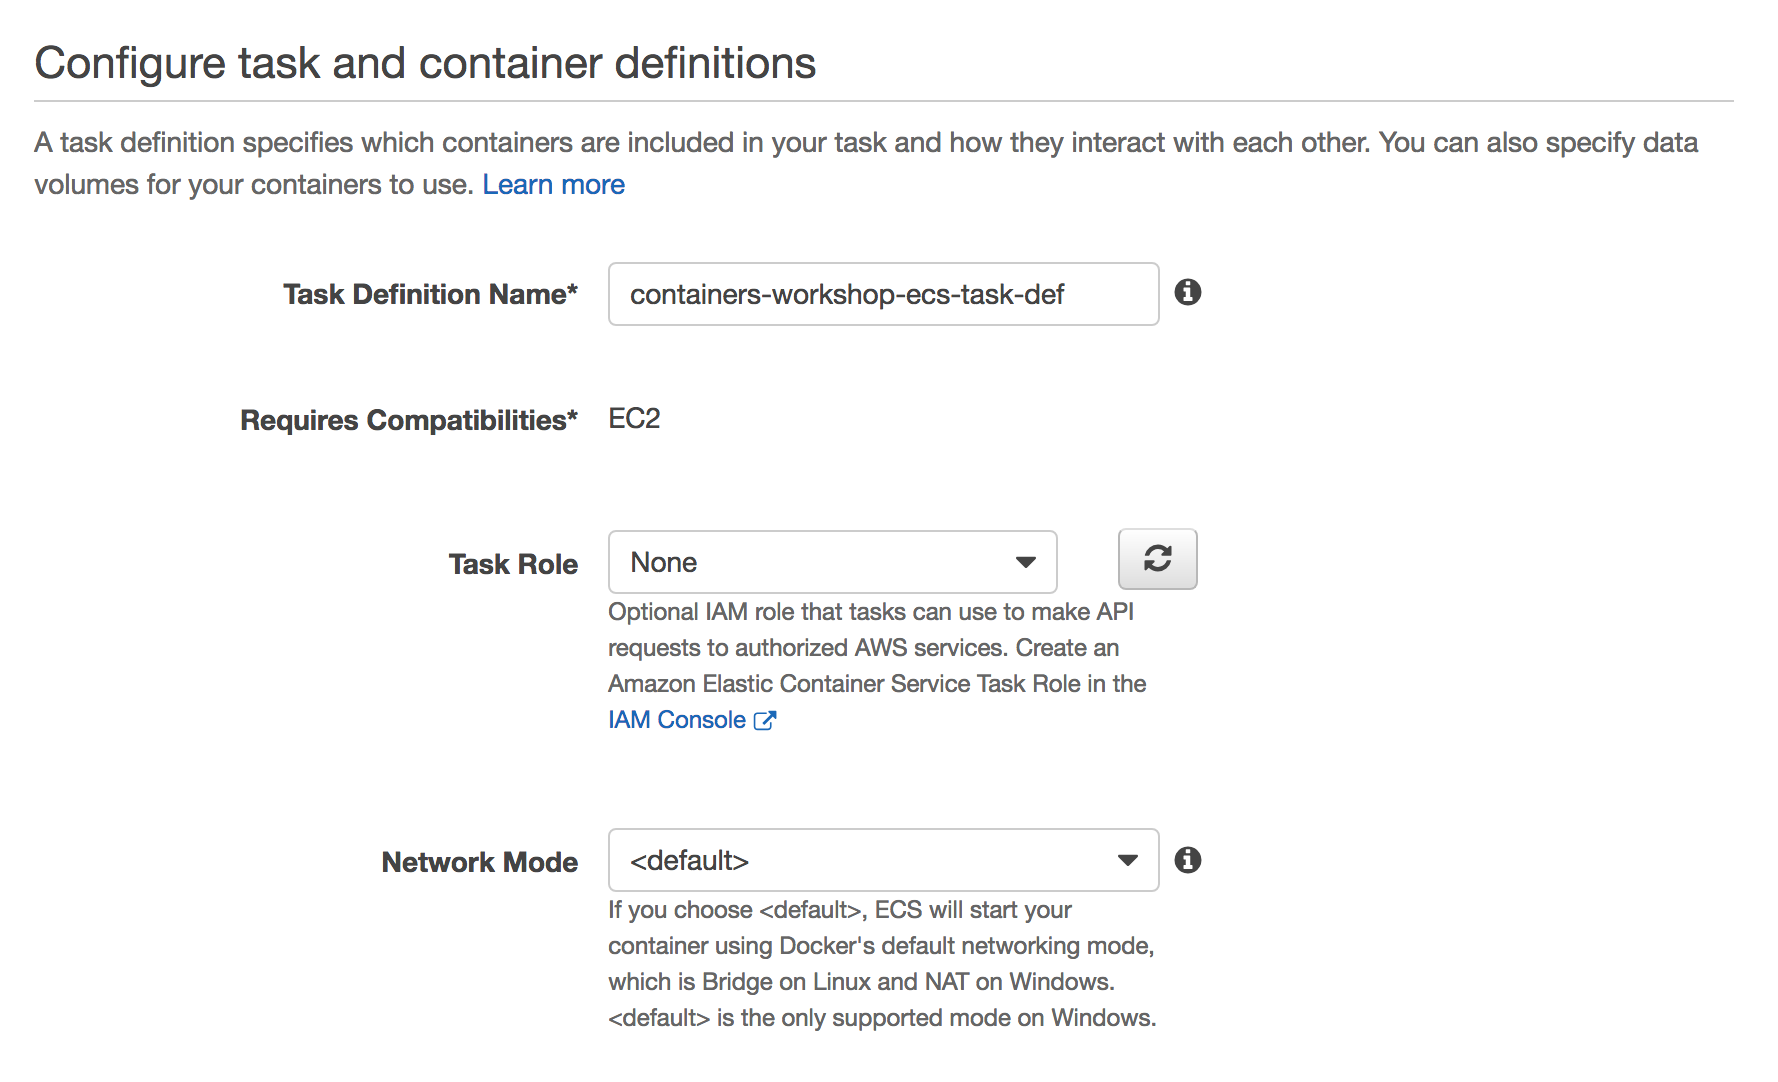 Configure task and container definitions
A task definition specifies which containers are included in your task and how they interact with each other. You can also specify data
volumes for your containers to use. Learn more
Task Definition Name* containers-workshop-ecs-task-def
Requires Compatibilities* EC2
Task Role None
Optional IAM role that tasks can use to make API
requests to authorized AWS services. Create an
Amazon Elastic Container Service Task Role in the
IAM Console
Network Mode <default>
If you choose <default>, ECS will start your
container using Docker's default networking mode,
which is Bridge on Linux and NAT on Windows.
<default> is the only supported mode on Windows.